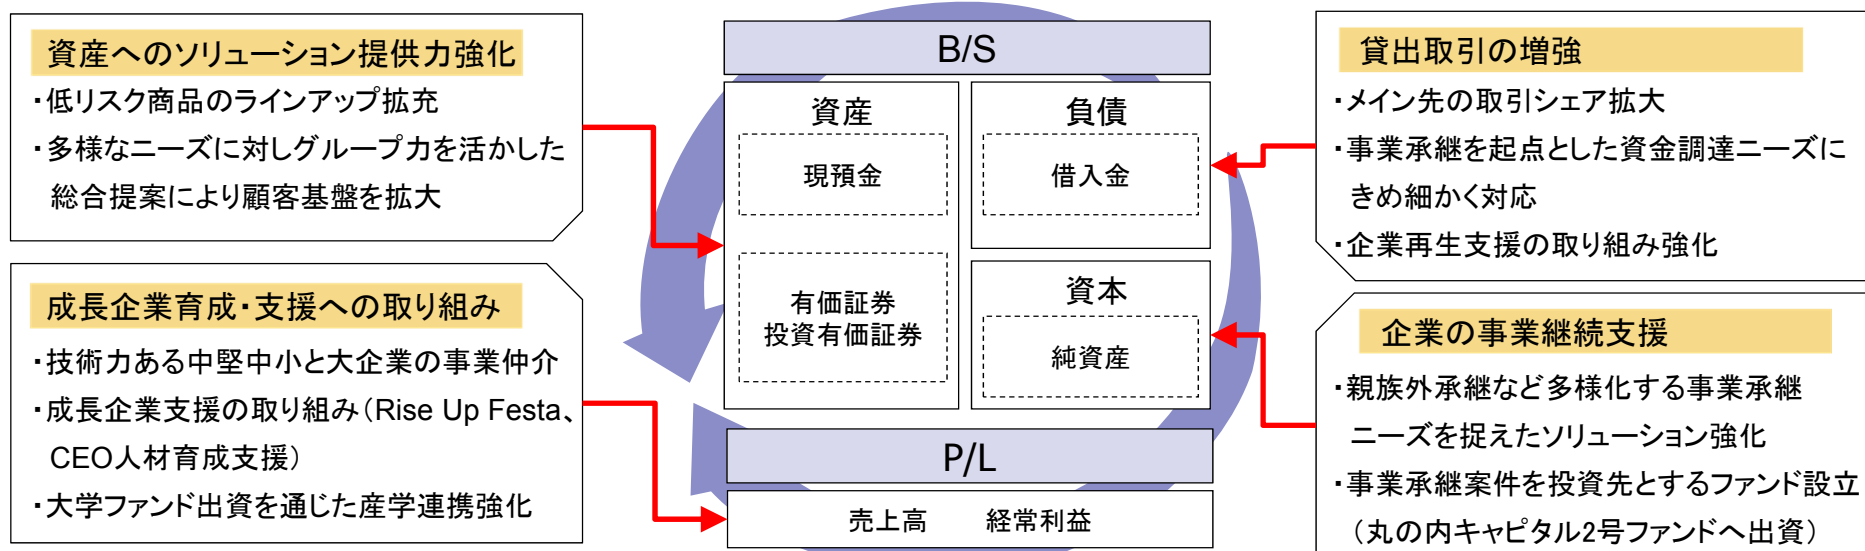 資産へのソリューション提供力強化
・低リスク商品のラインアップ拡充
・多様なニーズに対しグループ力を活かした
総合提案により顧客基盤を拡大
成長企業育成・支援への取り組み
・技術力ある中堅中小と大企業の事業仲介
・成長企業支援の取り組み（Rise Up Festa、
CEO人材育成支援）
・大学ファンド出資を通じた産学連携強化
B/S
資産
現預金
有価証券
投資有価証券
負債
借入金
資本
純資産
P/L
売上高 経常利益
貸出取引の増強
・メイン先の取引シェア拡大
・事業承継を起点とした資金調達ニーズに
きめ細かく対応
・企業再生支援の取り組み強化
企業の事業継続支援
・親族外承継など多様化する事業承継
ニーズを捉えたソリューション強化
・事業承継案件を投資先とするファンド設立
（丸の内キャピタル2号ファンドへ出資）